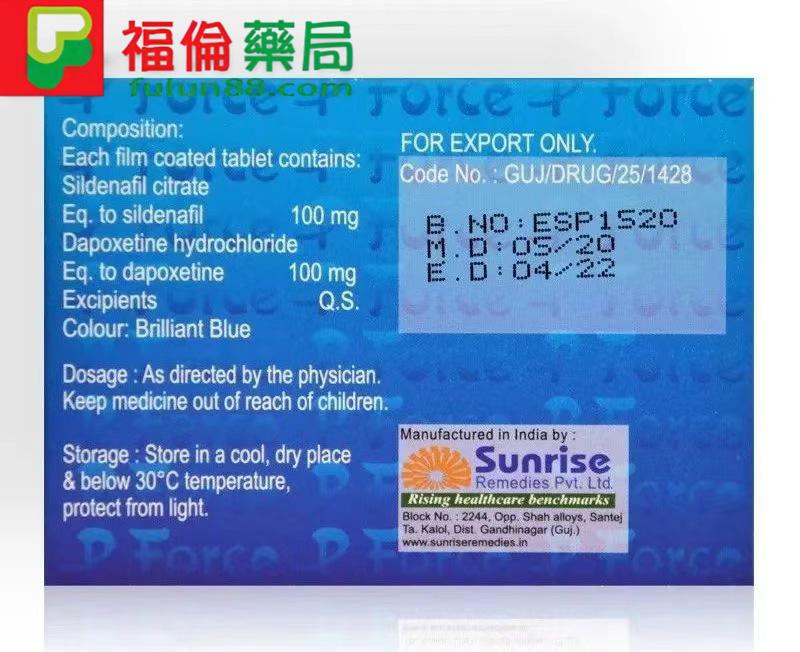 福倫藥局
fulun88.com
P Force P Force
Composition:
Each film coated tablet contains:
Sildenafil citrate
Eq. to sildenafil 100 mg
Dapoxetine hydrochloride
Eq. to dapoxetine 100 mg
Excipients Q.S.
Colour: Brilliant Blue
Dosage : As directed by the physician.
Keep medicine out of reach of children.
Storage : Store in a cool, dry place
& below 30°C temperature,
protect from light.
FOR EXPORT ONLY.
Code No. : GUJ/DRUG/25/1428
B.NO:ESP1520
M.D:05/20
E.D:04/22
Manufactured in India by :
Sunrise
Remedies Pvt. Ltd.
Rising healthcare benchmarks
Block No. : 2244, Opp. Shah alloys, Santej
Ta. Kalol, Dist. Gandhinagar (Guj.)
www.sunriseremedies.in
P Force P Force P Force